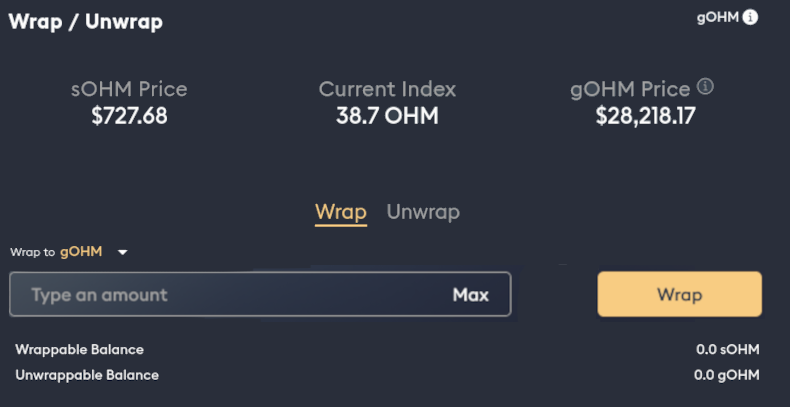 Wrap / Unwrap
gOHM
sOHM Price
$727.68
Current Index
38.7 OHM
gOHM Price
$28,218.17
Wrap Unwrap
Wrap to gOHM
Type an amount Max
Wrap
Wrappable Balance 0.0 sOHM
Unwrappable Balance 0.0 gOHM